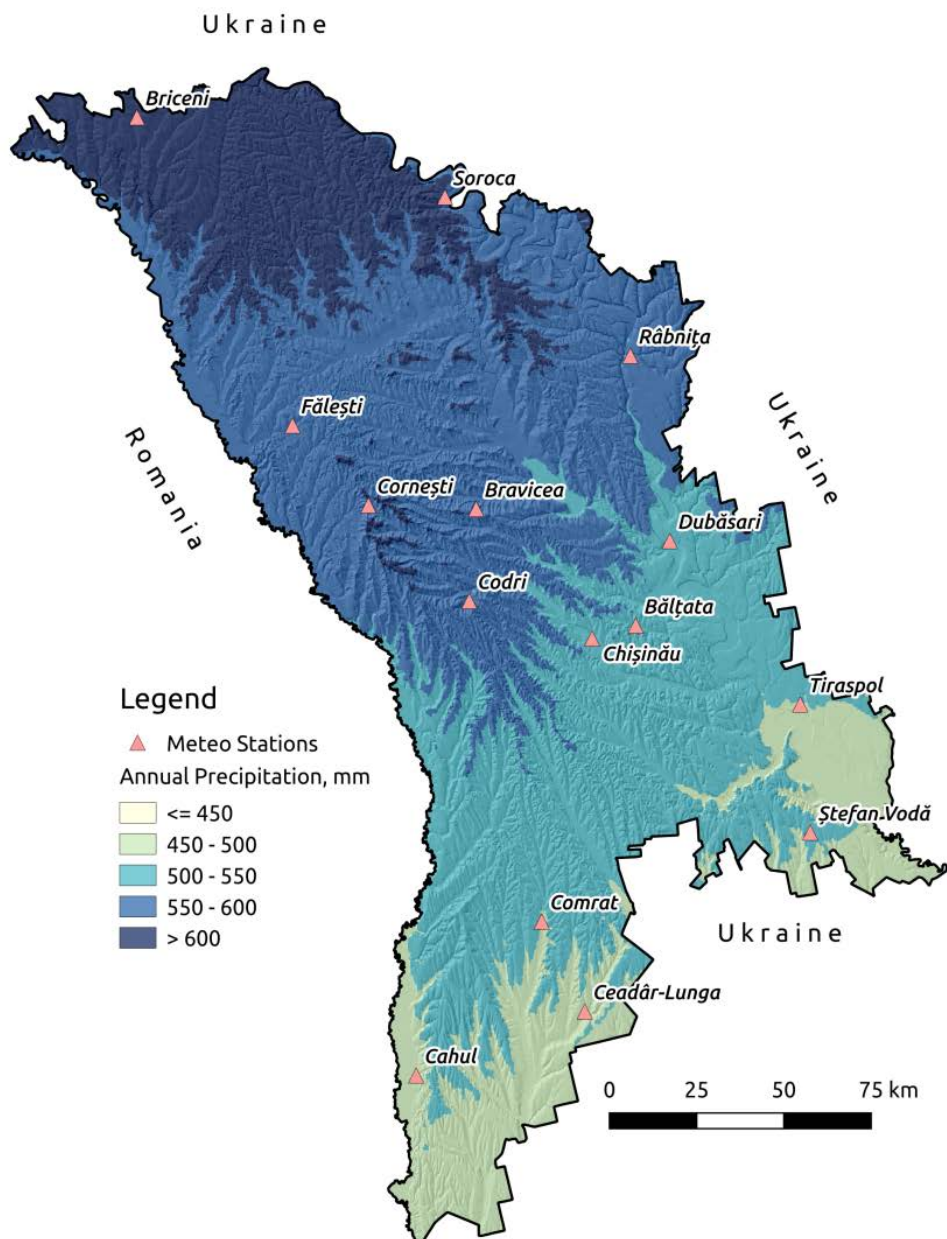 Ukraine
Briceni
Soroca
Râbnița
Ukraine
Fălești
Romania
Cornești
Bravicea
Dubăsari
Codri
Bălțata
Chișinău
Tiraspol
Legend
Meteo Stations
Annual Precipitation, mm
<= 450
450 - 500
500 - 550
550 - 600
> 600
Ștefan Vodă
Comrat
Ukraine
Ceadâr-Lunga
Cahul
0 25 50 75 km